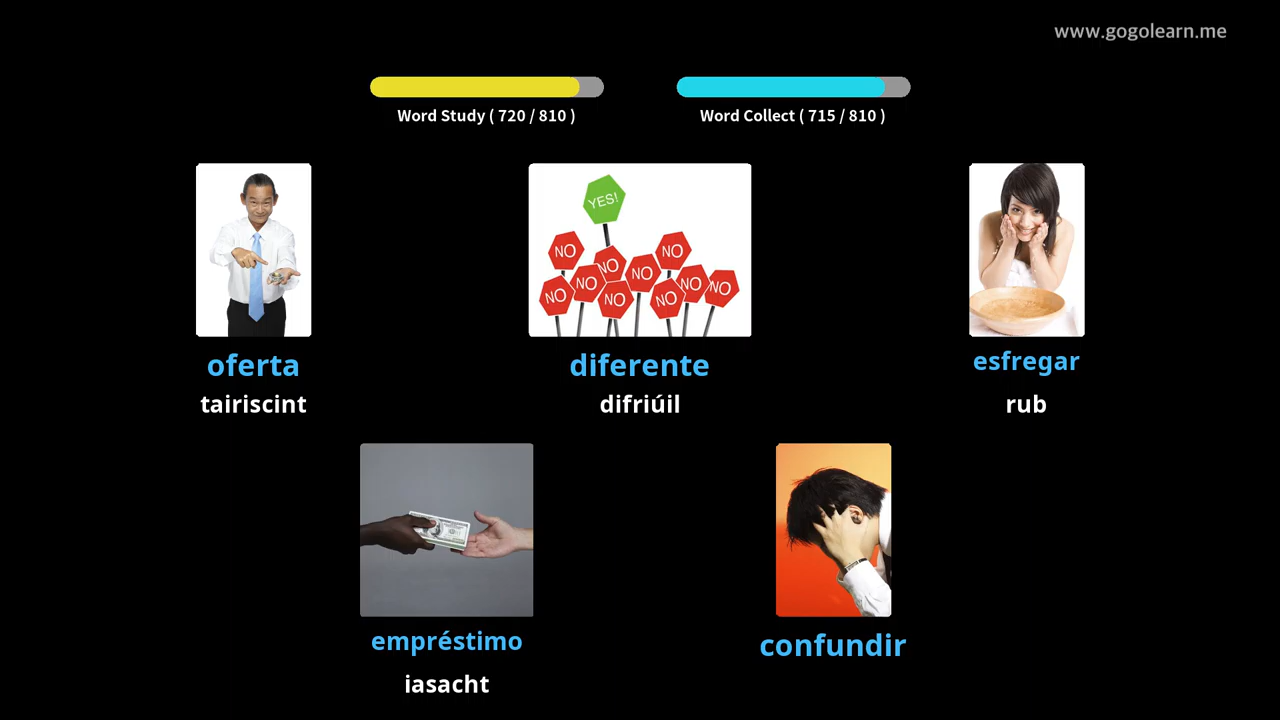 www.gogolearn.me
Word Study ( 720 / 810 )
Word Collect ( 715 / 810 )
YES!
NO
NO
NO
NO
NO
NO
NO
NO
NO
NO
oferta
tairiscint
diferente
difriúil
esfregar
rub
empréstimo
iasacht
confundir